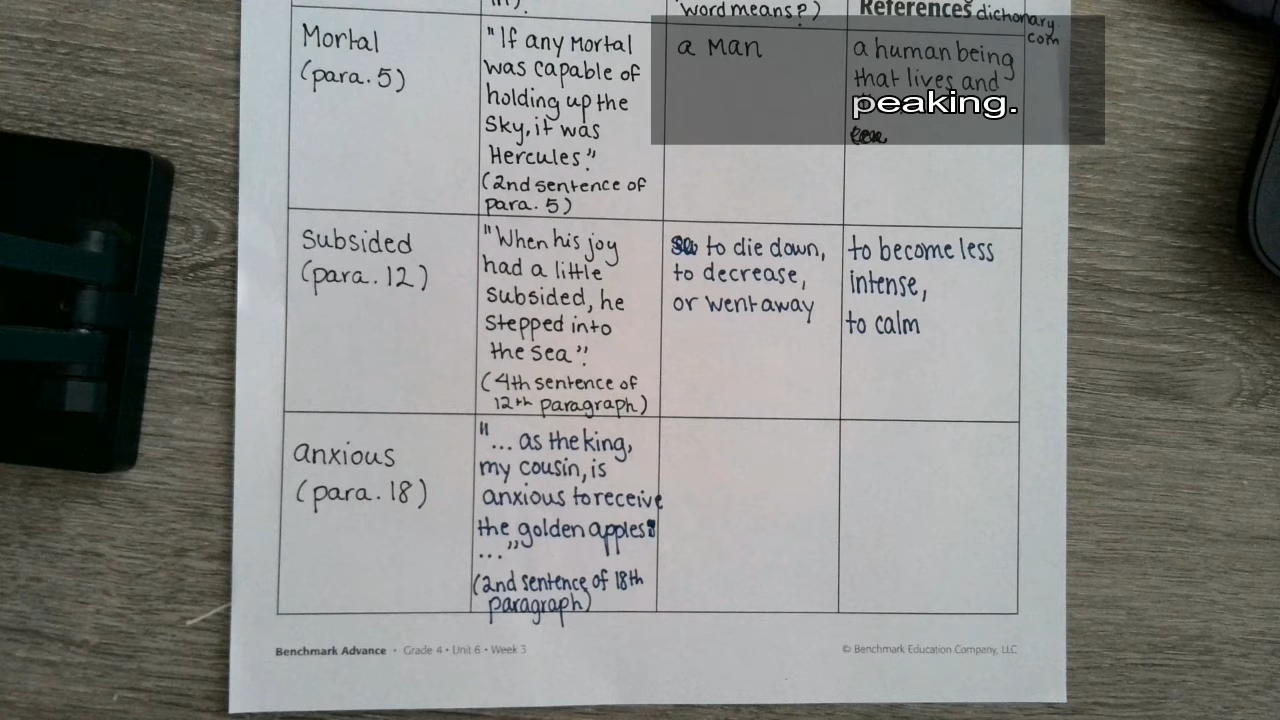 word means?)
References dichonary.
com
Mortal
(para. 5)
"If any mortal
was capable of
holding up the
sky, it was
Hercules."
(2nd sentence of
para. 5)
a man
a human being
that lives and
peaking.
subsided
(para. 12)
"When his joy
had a little
subsided, he
stepped into
the sea".
(4th sentence of
12th paragraph)
to die down,
to decrease,
or went away
to become less
intense,
to calm
anxious
(para. 18)
"... as the king,
my cousin, is
anxious to receive
the golden apples
..."
(2nd sentence of 18th
paragraph)
Benchmark Advance • Grade 4 • Unit 6 • Week 3
© Benchmark Education Company, LLC